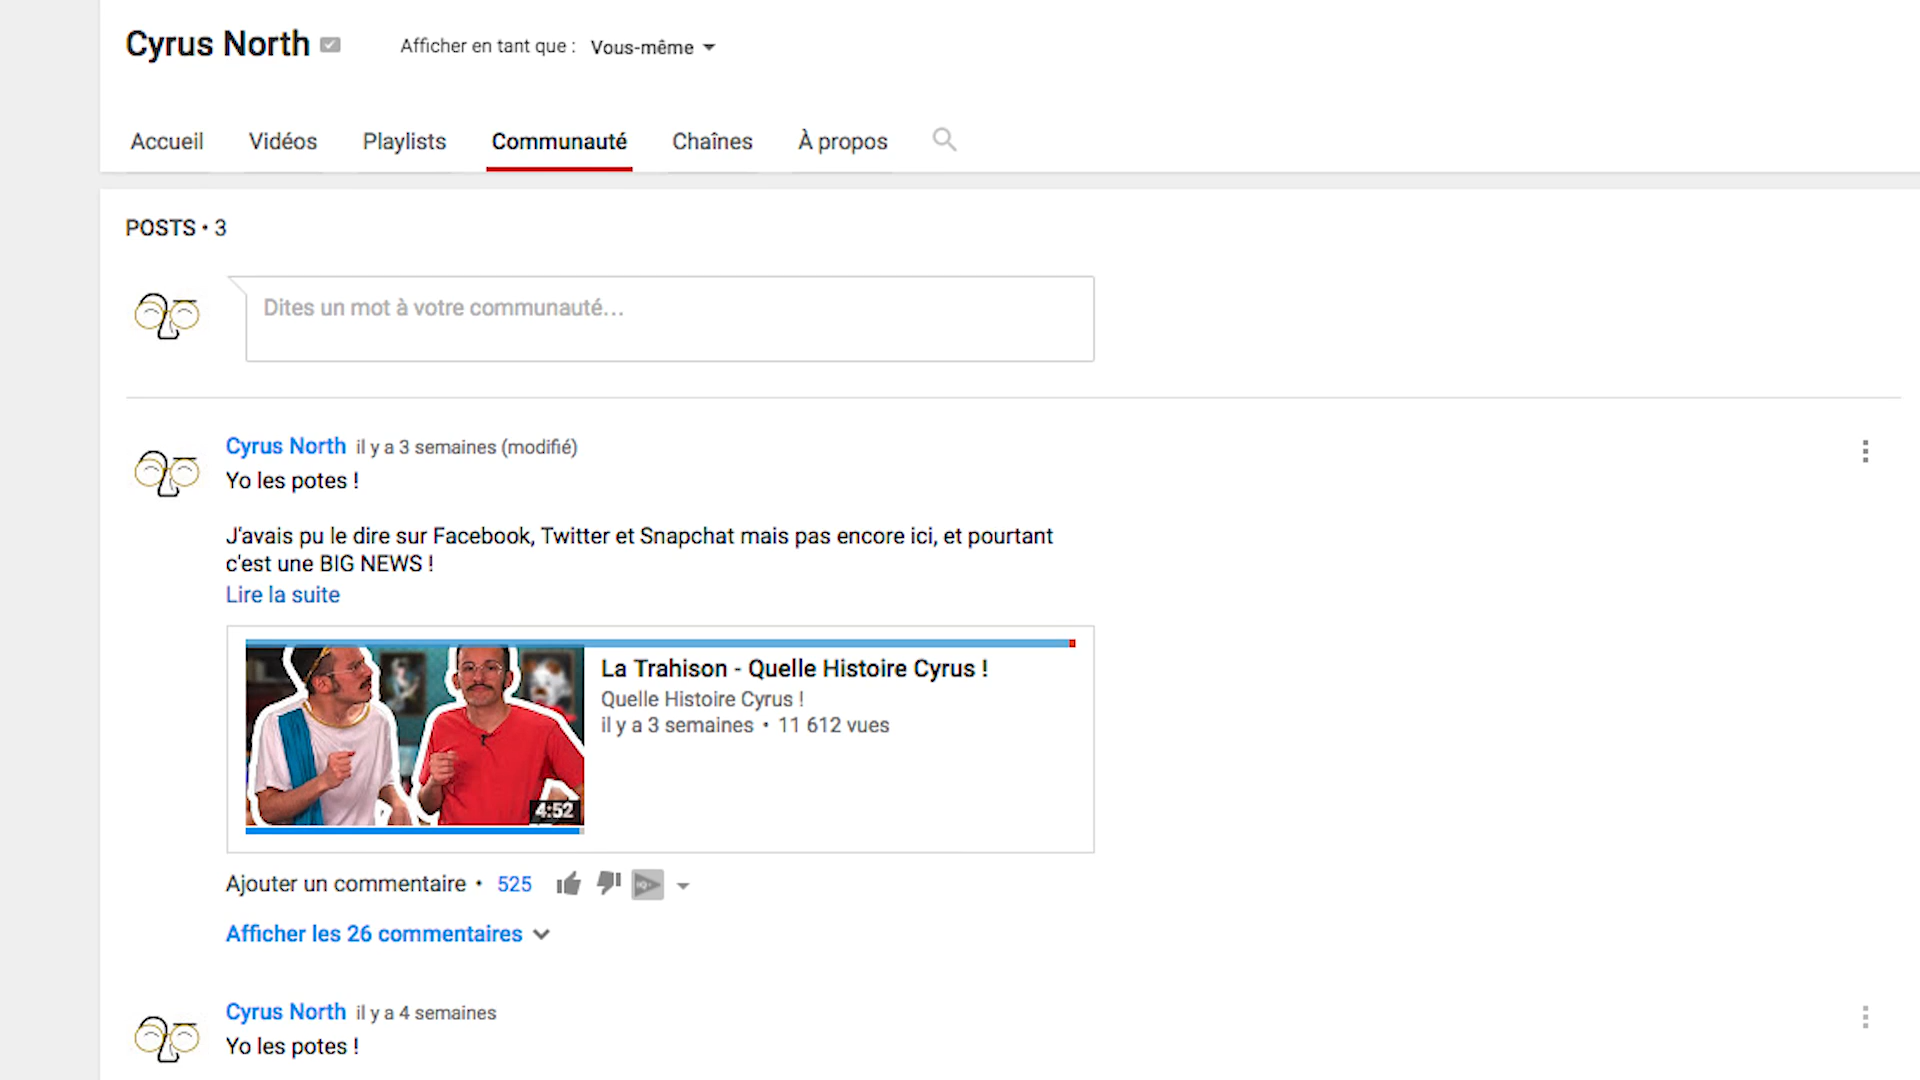 Cyrus North
Afficher en tant que : Vous-même
Accueil Vidéos Playlists Communauté Chaînes À propos
POSTS • 3
Dites un mot à votre communauté...
Cyrus North il y a 3 semaines (modifié)
Yo les potes !
J'avais pu le dire sur Facebook, Twitter et Snapchat mais pas encore ici, et pourtant
c'est une BIG NEWS !
Lire la suite
La Trahison - Quelle Histoire Cyrus !
Quelle Histoire Cyrus !
il y a 3 semaines • 11 612 vues
4:52
Ajouter un commentaire • 525
Afficher les 26 commentaires
Cyrus North il y a 4 semaines
Yo les potes !